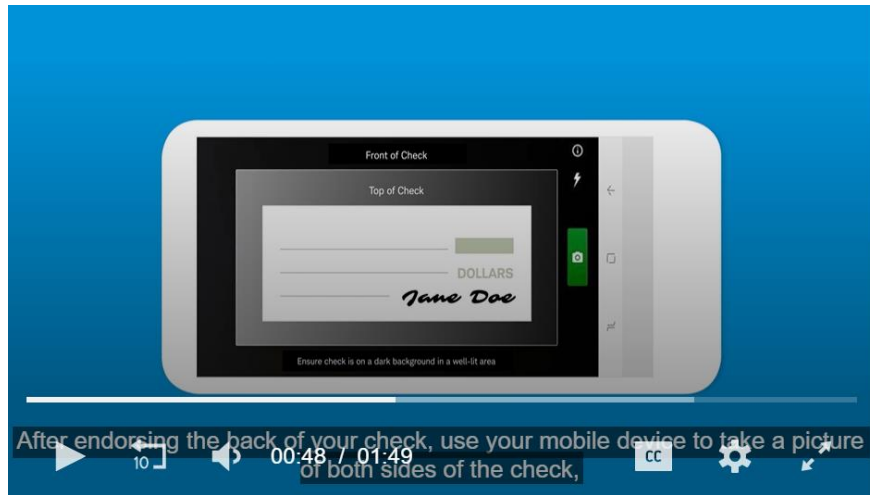 Front of Check
Top of Check
DOLLARS
Jane Doe
Ensure check is on a dark background in a well-lit area
After endorsing the back of your check, use your mobile device to take a picture
of both sides of the check,
10
00:48 / 01:49
CC